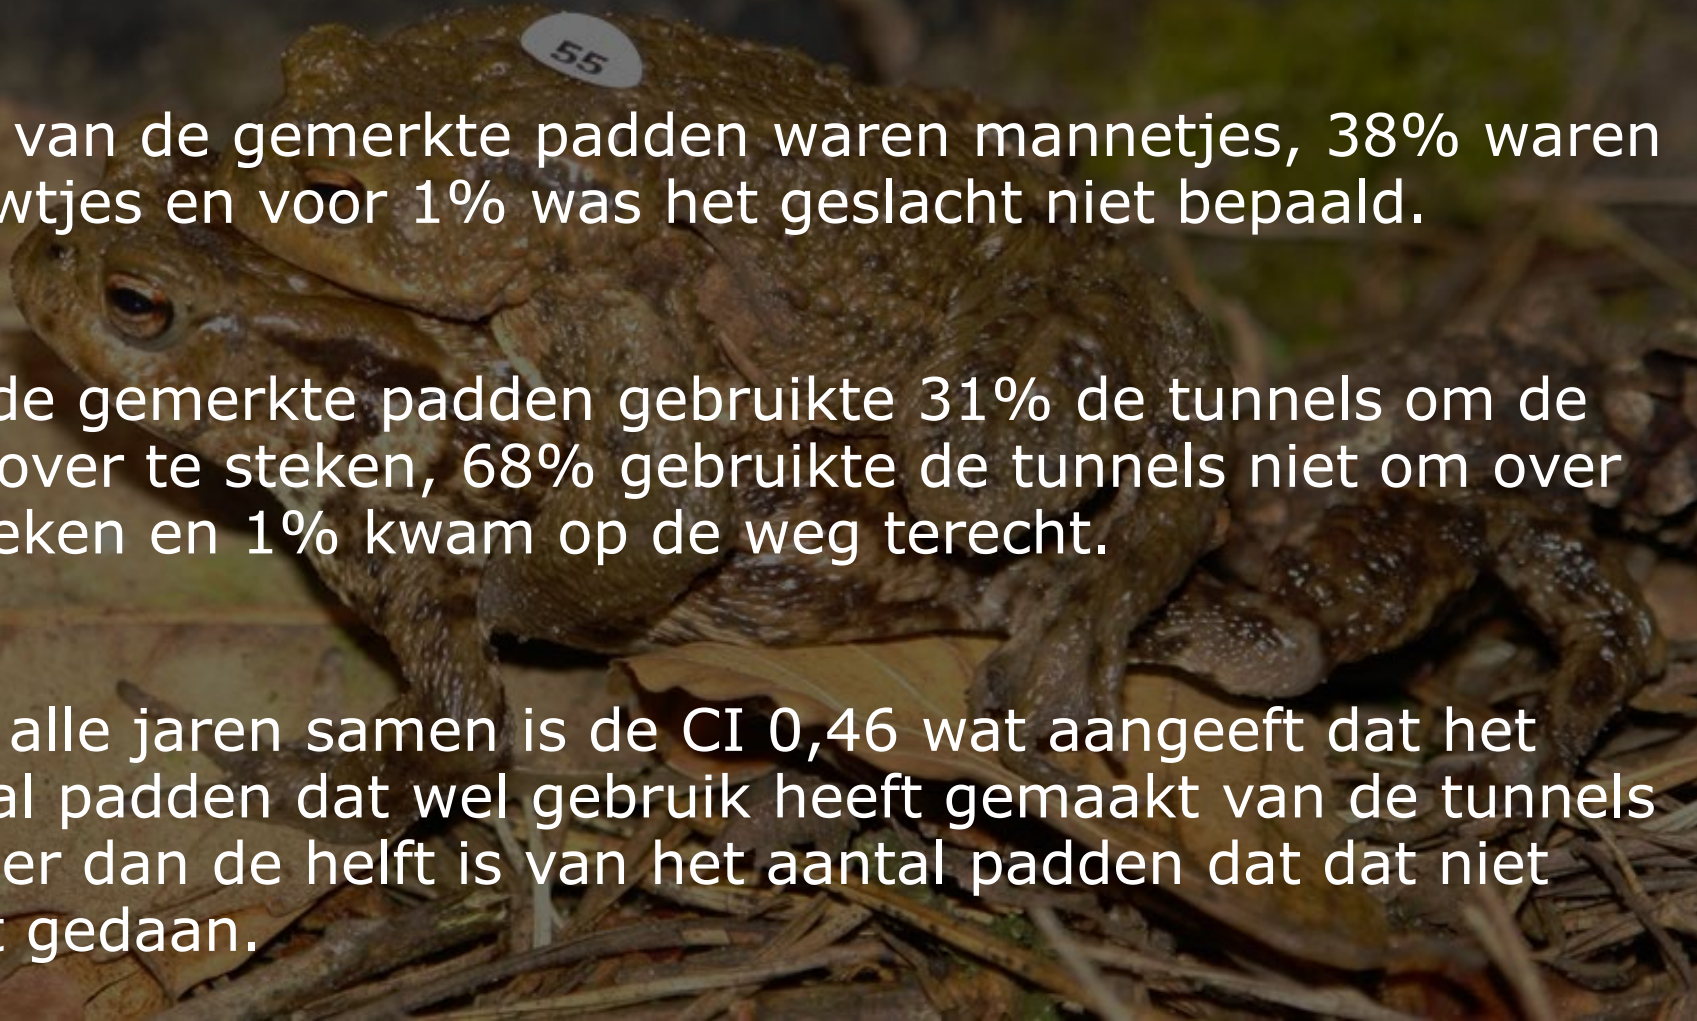 55
van de gemerkte padden waren mannetjes, 38% waren
wtjes en voor 1% was het geslacht niet bepaald.
de gemerkte padden gebruikte 31% de tunnels om de
over te steken, 68% gebruikte de tunnels niet om over
eken en 1% kwam op de weg terecht.
alle jaren samen is de CI 0,46 wat aangeeft dat het
al padden dat wel gebruik heeft gemaakt van de tunnels
er dan de helft is van het aantal padden dat dat niet
t gedaan.